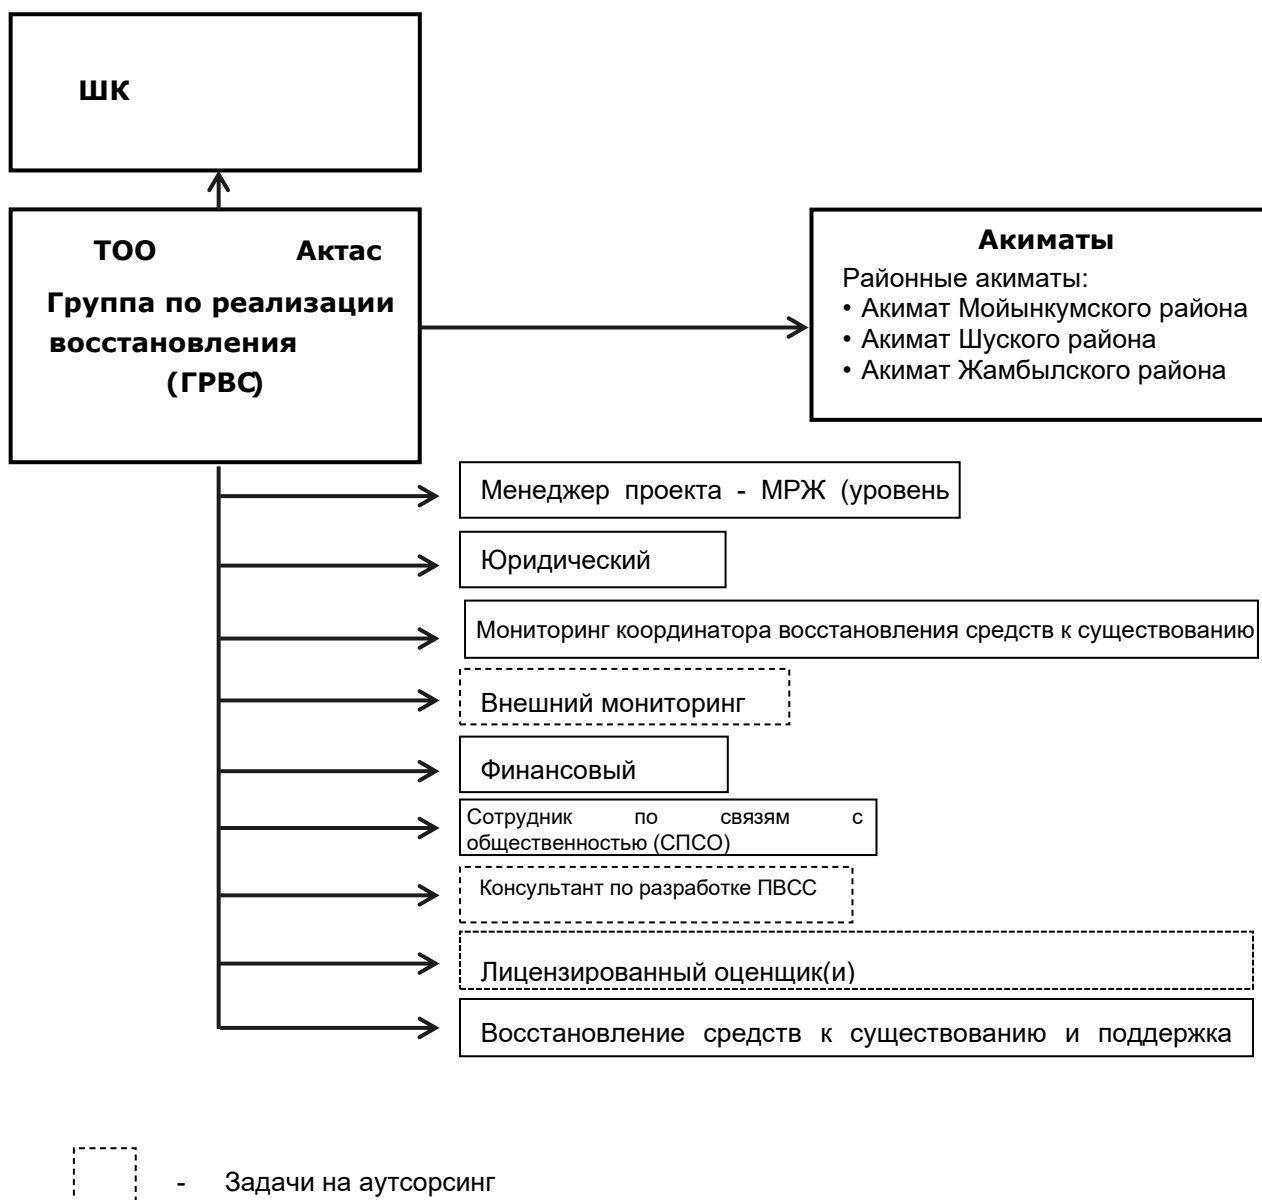 ШК
ТОО Актас
Группа по реализации
восстановления
(ГРВС)
Акиматы
Районные акиматы:
• Акимат Мойынкумского района
• Акимат Шуского района
• Акимат Жамбылского района
Менеджер проекта - МРЖ (уровень
Юридический
Мониторинг координатора восстановления средств к существованию
Внешний мониторинг
Финансовый
Сотрудник по связям с
общественностью (СПСО)
Консультант по разработке ПВСС
Лицензированный оценщик(и)
Восстановление средств к существованию и поддержка
- Задачи на аутсорсинг